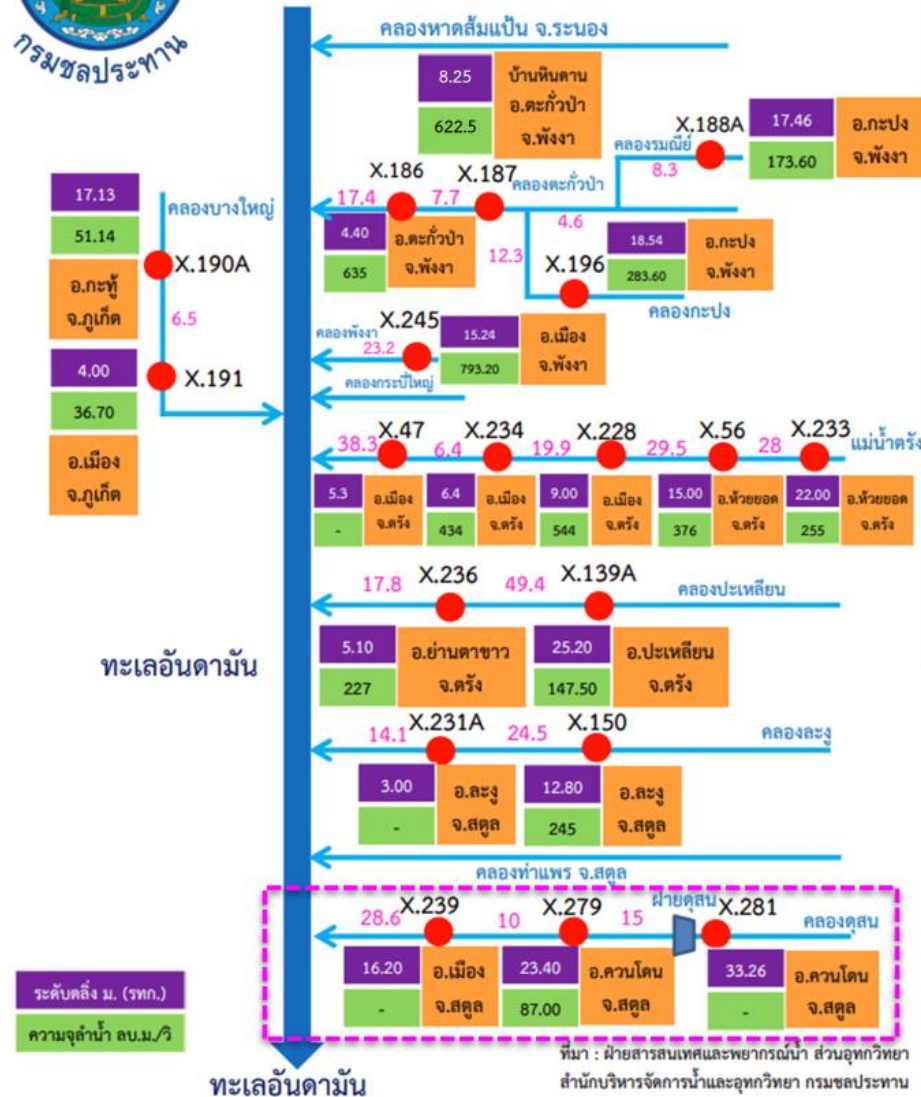 กรมชลประทาน
คลองหาดส้มแป้น จ.ระนอง
8.25
622.5
บ้านหินดาน
อ.ตะกั่วป่า
จ.พังงา
X.188A
17.46
173.60
อ.กะปง
จ.พังงา
คลองรมณีย์
8.3
X.186
17.4
7.7
X.187
คลองตะกั่วป่า
4.6
4.40
635
อ.ตะกั่วป่า
จ.พังงา
12.3
X.196
18.54
283.60
อ.กะปง
จ.พังงา
คลองกะปง
17.13
51.14
อ.กะทู้
จ.ภูเก็ต
คลองบางใหญ่
X.190A
6.5
4.00
36.70
อ.เมือง
จ.ภูเก็ต
X.191
คลองพังงา
X.245
23.2
15.24
793.20
อ.เมือง
จ.พังงา
คลองกระบี่ใหญ่
38.3
X.47
6.4
X.234
19.9
X.228
29.5
X.56
28
X.233
แม่น้ำตรัง
5.3
-
อ.เมือง
จ.ตรัง
6.4
434
อ.เมือง
จ.ตรัง
9.00
544
อ.เมือง
จ.ตรัง
15.00
376
อ.ห้วยยอด
จ.ตรัง
22.00
255
อ.ห้วยยอด
จ.ตรัง
17.8
X.236
49.4
X.139A
คลองปะเหลียน
5.10
227
อ.ย่านตาขาว
จ.ตรัง
25.20
147.50
อ.ปะเหลียน
จ.ตรัง
ทะเลอันดามัน
14.1
X.231A
24.5
X.150
คลองละงู
3.00
-
อ.ละงู
จ.สตูล
12.80
245
อ.ละงู
จ.สตูล
คลองท่าแพร จ.สตูล
28.6
X.239
10
X.279
15
ฝายดุสน
X.281
คลองดุสน
16.20
-
อ.เมือง
จ.สตูล
23.40
87.00
อ.ควนโดน
จ.สตูล
33.26
-
อ.ควนโดน
จ.สตูล
ระดับตลิ่ง ม. (รทก.)
ความจุลำน้ำ ลบ.ม./วิ
ทะเลอันดามัน
ที่มา : ฝ่ายสารสนเทศและพยากรณ์น้ำ ส่วนอุทกวิทยา
สำนักบริหารจัดการน้ำและอุทกวิทยา กรมชลประทาน